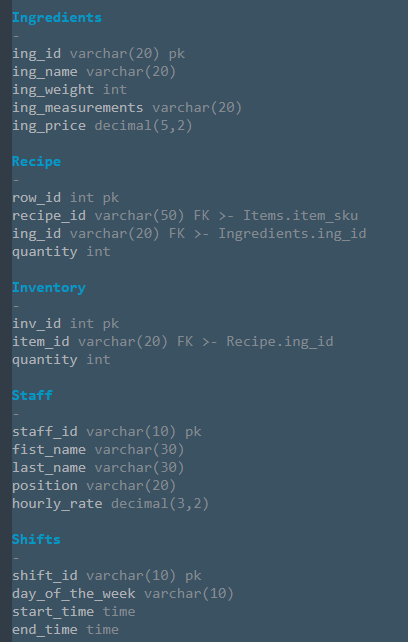 Ingredients
-
ing_id varchar(20) pk
ing_name varchar(20)
ing_weight int
ing_measurements varchar(20)
ing_price decimal(5,2)
Recipe
-
row_id int pk
recipe_id varchar(50) FK >- Items.item_sku
ing_id varchar(20) FK >- Ingredients.ing_id
quantity int
Inventory
-
inv_id int pk
item_id varchar(20) FK >- Recipe.ing_id
quantity int
Staff
-
staff_id varchar(10) pk
fist_name varchar(30)
last_name varchar(30)
position varchar(20)
hourly_rate decimal(3,2)
Shifts
-
shift_id varchar(10) pk
day_of_the_week varchar(10)
start_time time
end_time time